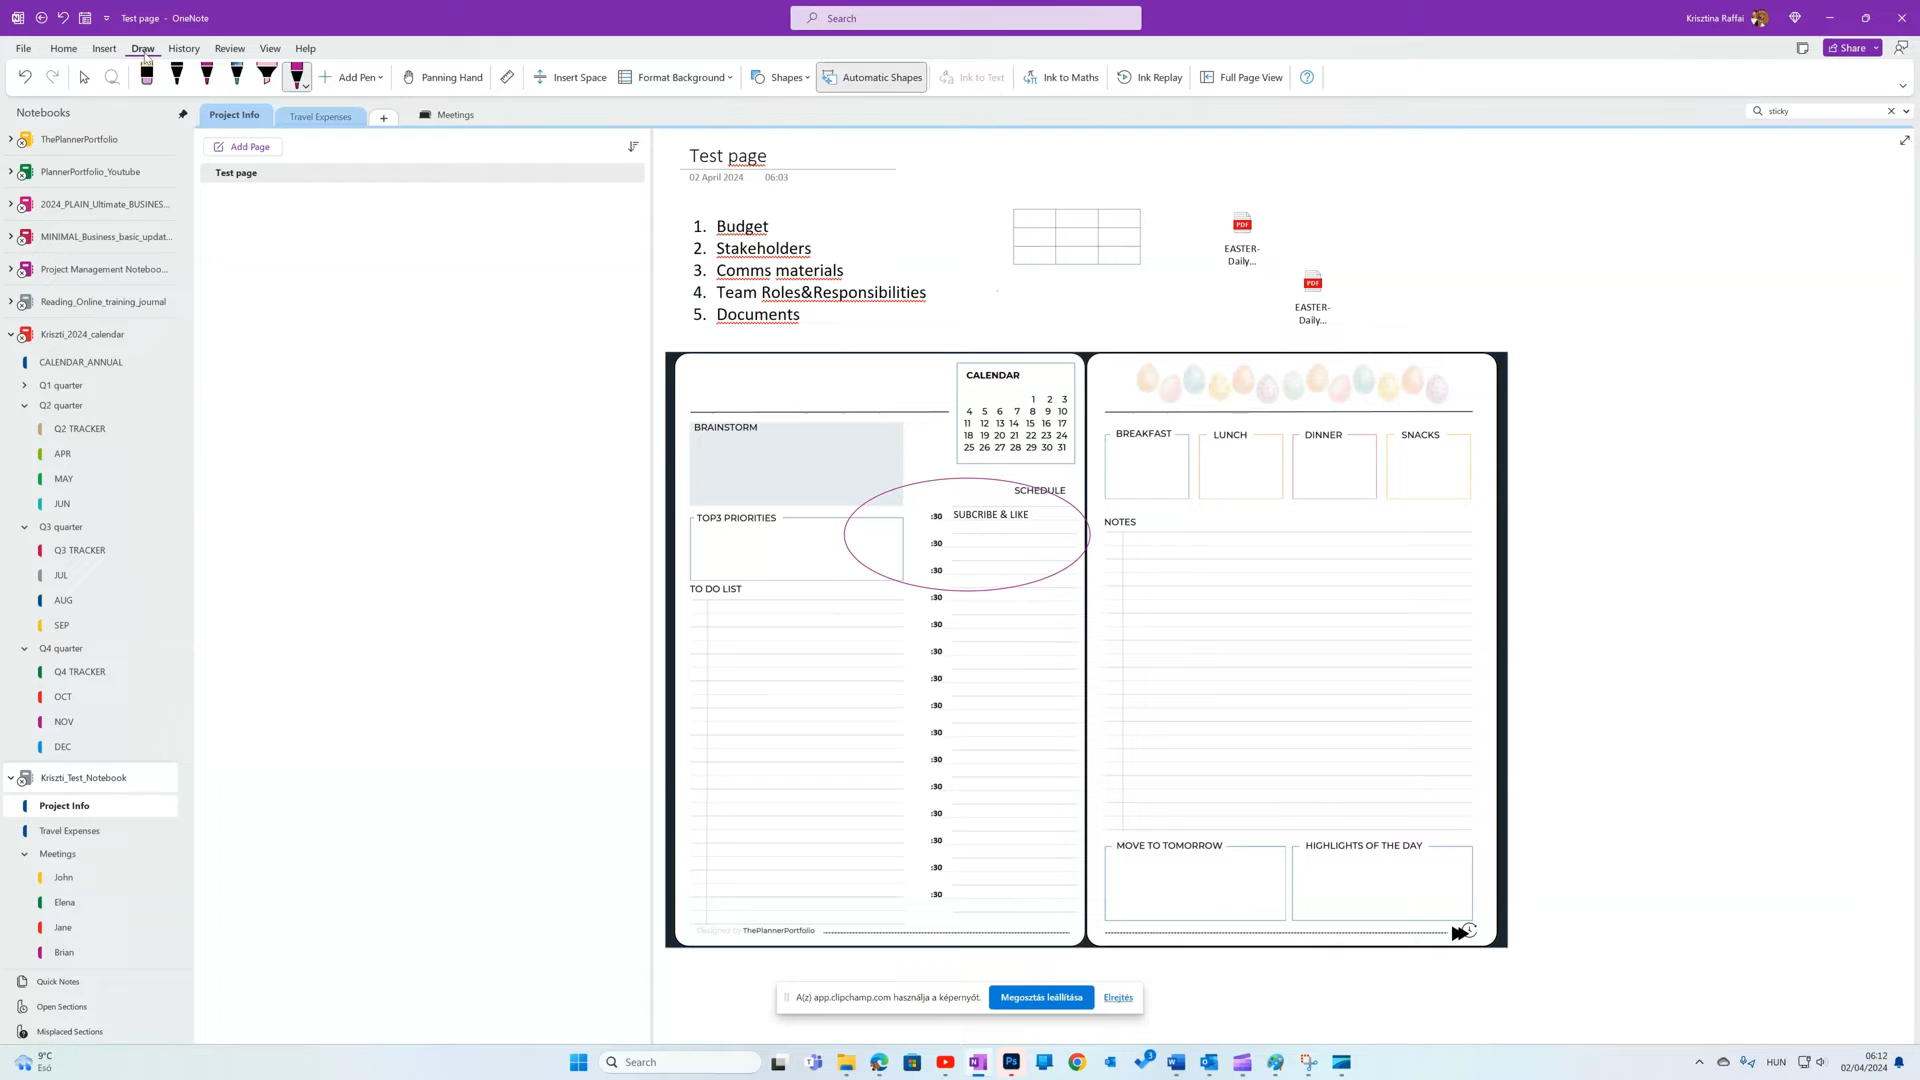 Test page - OneNote
Search
Krisztina Raffai
File Home Insert Draw History Review View Help
Share
Add Pen
Panning Hand
Insert Space
Format Background
Shapes
Automatic Shapes
Ink to Text
Ink to Maths
Ink Replay
Full Page View
Notebooks
Project Info
Travel Expenses
Meetings
sticky
ThePlannerPortfolio
PlannerPortfolio_Youtube
2024_PLAIN_Ultimate_BUSINES...
MINIMAL_Business_basic_updat...
Project Management Noteboo...
Reading_Online_training_journal
Kriszti_2024_calendar
CALENDAR_ANNUAL
Q1 quarter
Q2 quarter
Q2 TRACKER
APR
MAY
JUN
Q3 quarter
Q3 TRACKER
JUL
AUG
SEP
Q4 quarter
Q4 TRACKER
OCT
NOV
DEC
Kriszti_Test_Notebook
Project Info
Travel Expenses
Meetings
John
Elena
Jane
Brian
Quick Notes
Open Sections
Misplaced Sections
Add Page
Test page
Test page
02 April 2024 06:03
1. Budget
2. Stakeholders
3. Comms materials
4. Team Roles&Responsibilities
5. Documents
PDF
EASTER-
Daily...
PDF
EASTER-
Daily...
CALENDAR
1 2 3
4 5 6 7 8 9 10
11 12 13 14 15 16 17
18 19 20 21 22 23 24
25 26 27 28 29 30 31
BRAINSTORM
TOP3 PRIORITIES
TO DO LIST
SCHEDULE
:30 SUBCRIBE & LIKE
:30
:30
:30
:30
:30
:30
:30
:30
:30
:30
:30
:30
:30
:30
Designed by ThePlannerPortfolio
BREAKFAST
LUNCH
DINNER
SNACKS
NOTES
MOVE TO TOMORROW
HIGHLIGHTS OF THE DAY
A(z) app.clipchamp.com használja a képernyőt.
Megosztás leállítása
Elrejtés
9°C
Eső
Search
Ps
3
HUN
06:12
02/04/2024